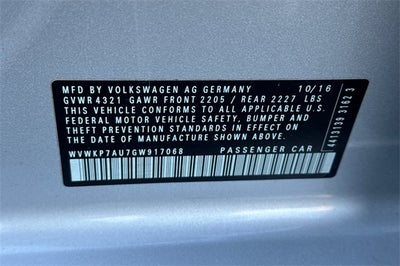 MFD BY VOLKSWAGEN AG GERMANY 10/16
GVWR 4321 GAWR FRONT 2205 / REAR 2227 LBS
THIS VEHICLE CONFORMS TO ALL APPLICABLE U.S.
FEDERAL MOTOR VEHICLE SAFETY, BUMPER AND
THEFT PREVENTION STANDARDS IN EFFECT ON THE
DATE OF MANUFACTURE SHOWN ABOVE.
WVWKP7AU7GW917068 PASSENGER CAR